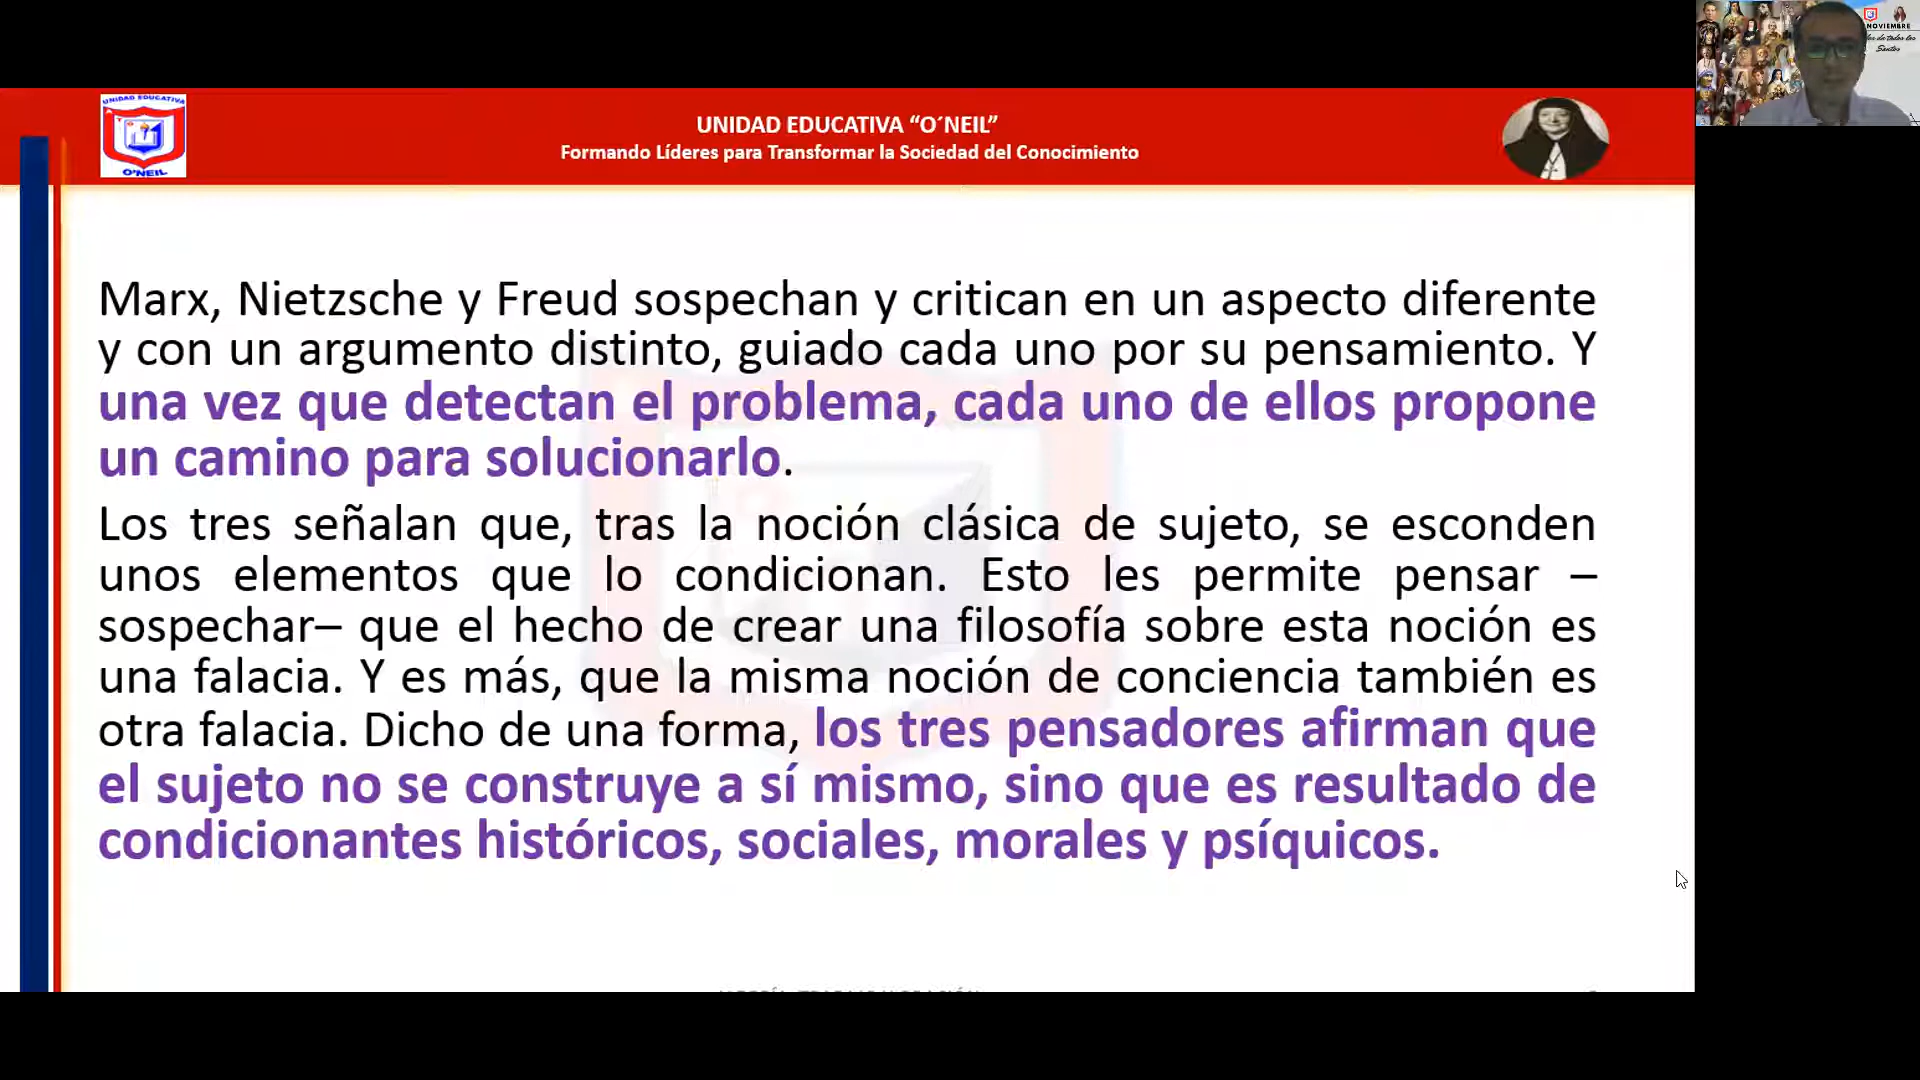 UNIDAD EDUCATIVA
O'NEIL
UNIDAD EDUCATIVA “O´NEIL”
Formando Líderes para Transformar la Sociedad del Conocimiento
NOVIEMBRE
Santos
Marx, Nietzsche y Freud sospechan y critican en un aspecto diferente
y con un argumento distinto, guiado cada uno por su pensamiento. Y
una vez que detectan el problema, cada uno de ellos propone
un camino para solucionarlo.
Los tres señalan que, tras la noción clásica de sujeto, se esconden
unos elementos que lo condicionan. Esto les permite pensar –
sospechar– que el hecho de crear una filosofía sobre esta noción es
una falacia. Y es más, que la misma noción de conciencia también es
otra falacia. Dicho de una forma, los tres pensadores afirman que
el sujeto no se construye a sí mismo, sino que es resultado de
condicionantes históricos, sociales, morales y psíquicos.